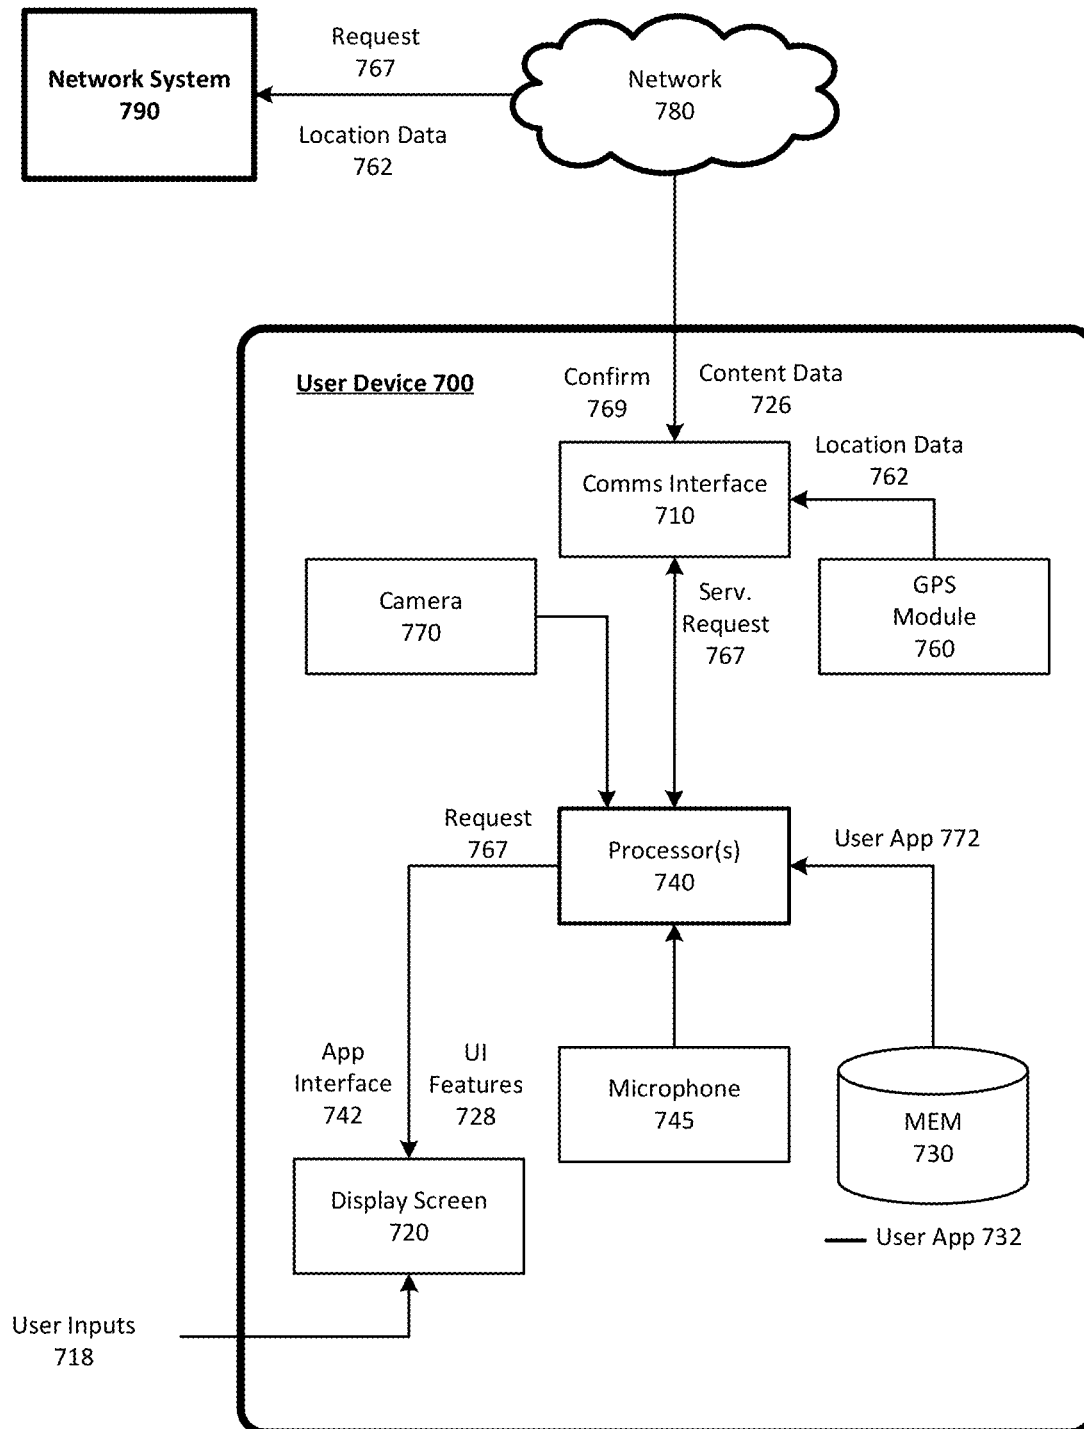 Request
767
Network System
790
Network
780
Location Data
762
User Device 700
Confirm
769
Content Data
726
Location Data
762
Comms Interface
710
Camera
770
Serv.
Request
767
GPS
Module
760
Request
767
Processor(s)
740
User App 772
App
Interface
742
UI
Features
728
Microphone
745
MEM
730
Display Screen
720
User App 732
User Inputs
718